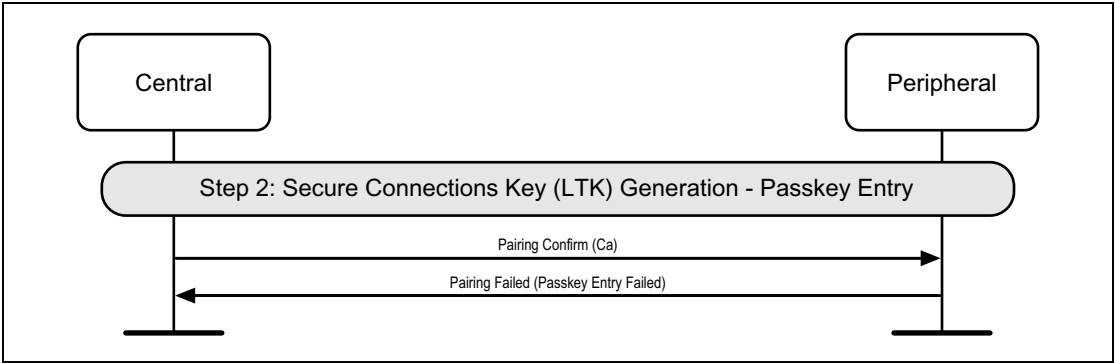 Central
Peripheral
Step 2: Secure Connections Key (LTK) Generation - Passkey Entry
Pairing Confirm (Ca)
Pairing Failed (Passkey Entry Failed)